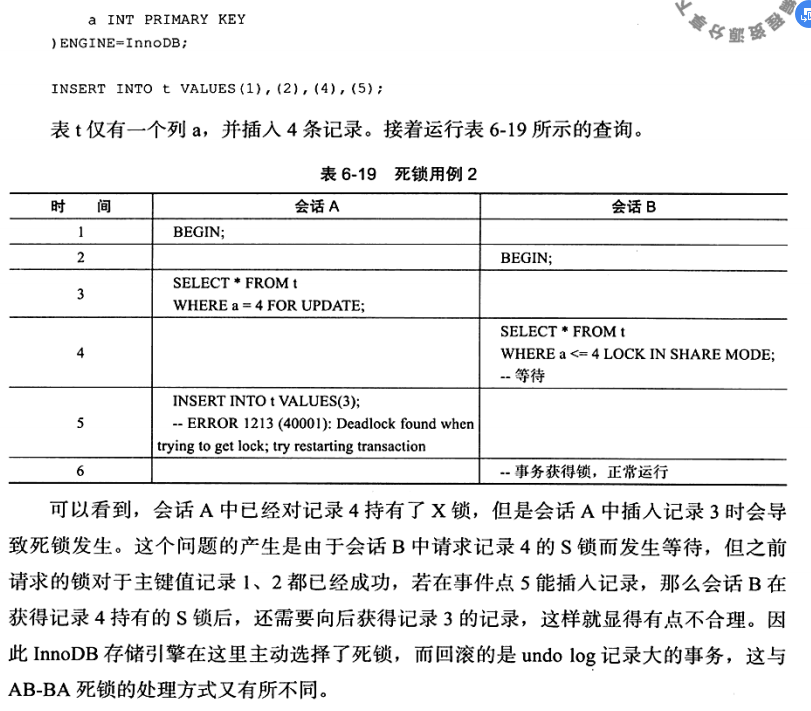 a INT PRIMARY KEY
)ENGINE=InnoDB;
INSERT INTO t VALUES(1),(2),(4),(5);
表 t 仅有一个列 a，并插入 4 条记录。接着运行表 6-19 所示的查询。
表 6-19 死锁用例 2
时 间 会话 A 会话 B
1 BEGIN;
2 BEGIN;
3 SELECT * FROM t
WHERE a = 4 FOR UPDATE;
4 SELECT * FROM t
WHERE a <= 4 LOCK IN SHARE MODE;
-- 等待
5 INSERT INTO t VALUES(3);
-- ERROR 1213 (40001): Deadlock found when
trying to get lock; try restarting transaction
6 -- 事务获得锁，正常运行
可以看到，会话 A 中已经对记录 4 持有了 X 锁，但是会话 A 中插入记录 3 时会导
致死锁发生。这个问题的产生是由于会话 B 中请求记录 4 的 S 锁而发生等待，但之前
请求的锁对于主键值记录 1、2 都已经成功，若在事件点 5 能插入记录，那么会话 B 在
获得记录 4 持有的 S 锁后，还需要向后获得记录 3 的记录，这样就显得有点不合理。因
此 InnoDB 存储引擎在这里主动选择了死锁，而回滚的是 undo log 记录大的事务，这与
AB-BA 死锁的处理方式又有所不同。